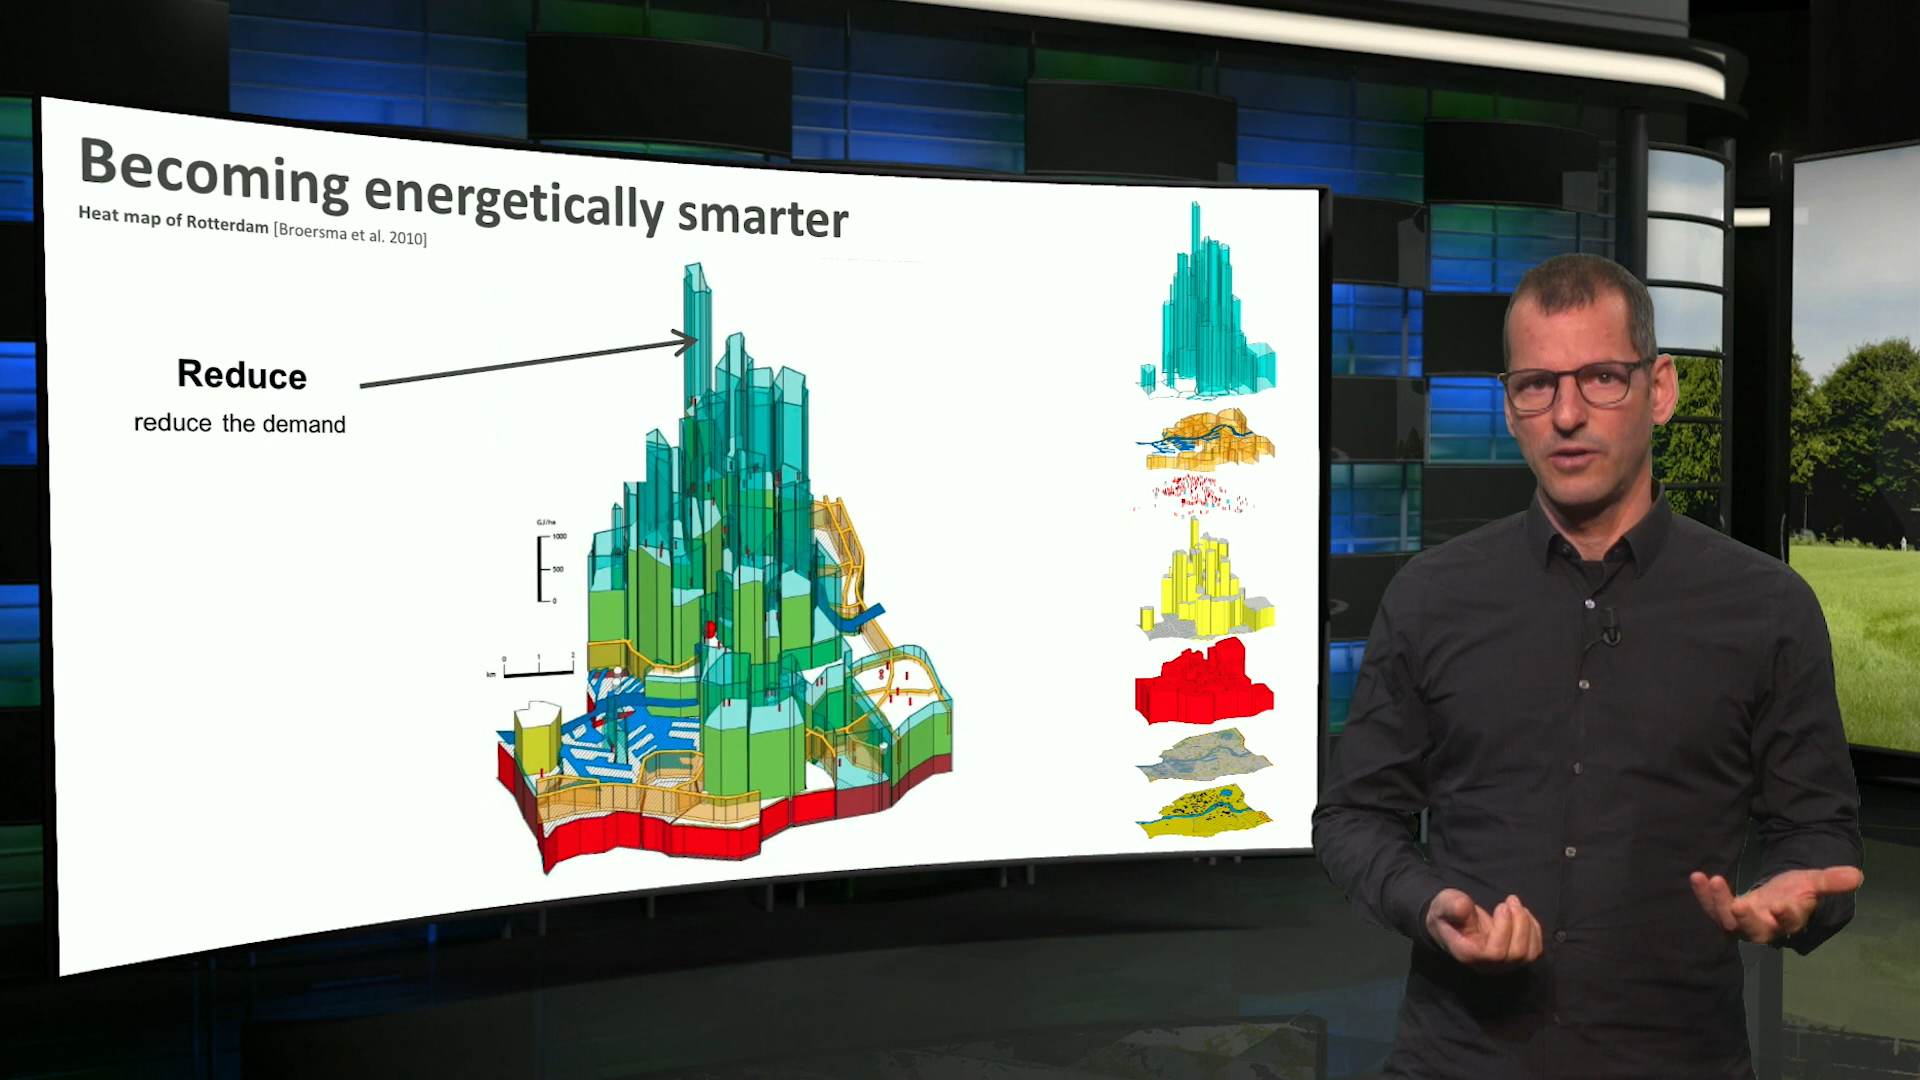 Becoming energetically smarter
Heat map of Rotterdam [Broersma et al. 2010]
Reduce
reduce the demand
GJ/ha
1000
500
0
0 1 2
km